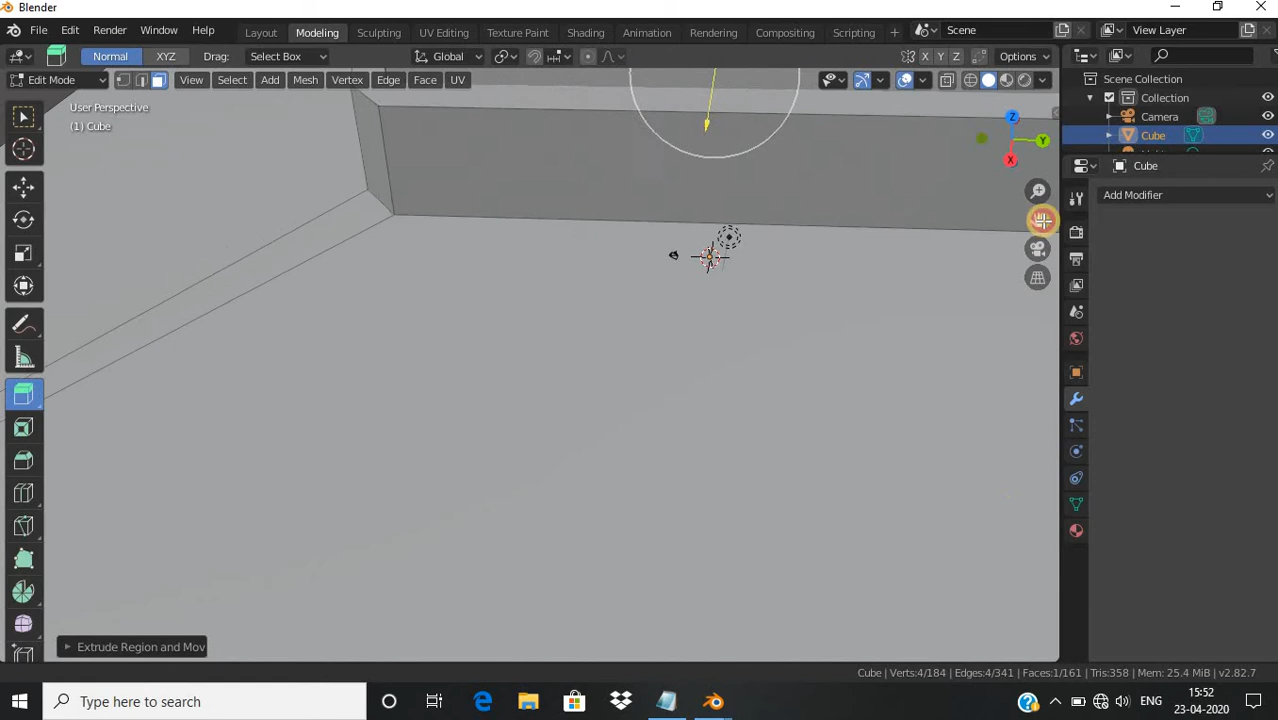 Blender
File Edit Render Window Help
Layout Modeling Sculpting UV Editing Texture Paint Shading Animation Rendering Compositing Scripting
Scene
View Layer
Normal XYZ Drag: Select Box
Global
X Y Z Options
Edit Mode
View Select Add Mesh Vertex Edge Face UV
User Perspective
(1) Cube
Scene Collection
Collection
Camera
Cube
Cube
Add Modifier
Z
Y
X
Extrude Region and Mov
Cube | Verts:4/184 | Edges:4/341 | Faces:1/161 | Tris:358 | Mem: 25.4 MiB | v2.82.7
Type here to search
ENG
15:52
23-04-2020